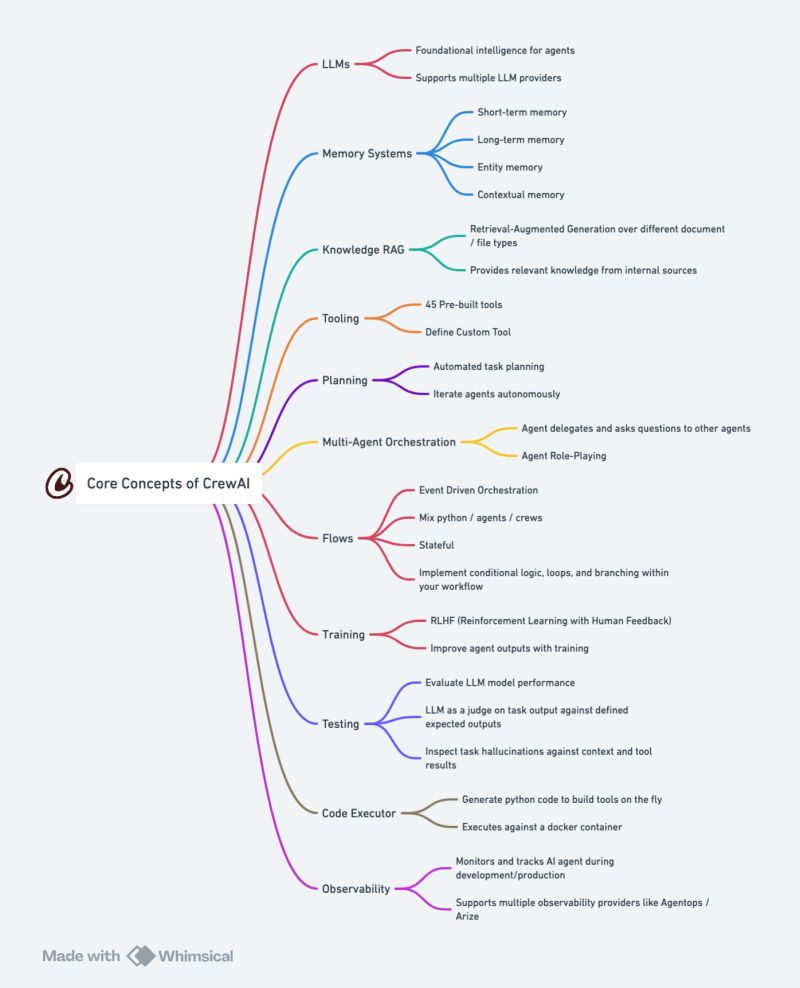 Core Concepts of CrewAI
LLMs
Foundational intelligence for agents
Supports multiple LLM providers
Memory Systems
Short-term memory
Long-term memory
Entity memory
Contextual memory
Knowledge RAG
Retrieval-Augmented Generation over different document
/ file types
Provides relevant knowledge from internal sources
Tooling
45 Pre-built tools
Define Custom Tool
Planning
Automated task planning
Iterate agents autonomously
Multi-Agent Orchestration
Agent delegates and asks questions to other agents
Agent Role-Playing
Flows
Event Driven Orchestration
Mix python / agents / crews
Stateful
Implement conditional logic, loops, and branching within
your workflow
Training
RLHF (Reinforcement Learning with Human Feedback)
Improve agent outputs with training
Testing
Evaluate LLM model performance
LLM as a judge on task output against defined
expected outputs
Inspect task hallucinations against context and tool
results
Code Executor
Generate python code to build tools on the fly
Executes against a docker container
Observability
Monitors and tracks AI agent during
development/production
Supports multiple observability providers like Agentops /
Arize
Made with Whimsical